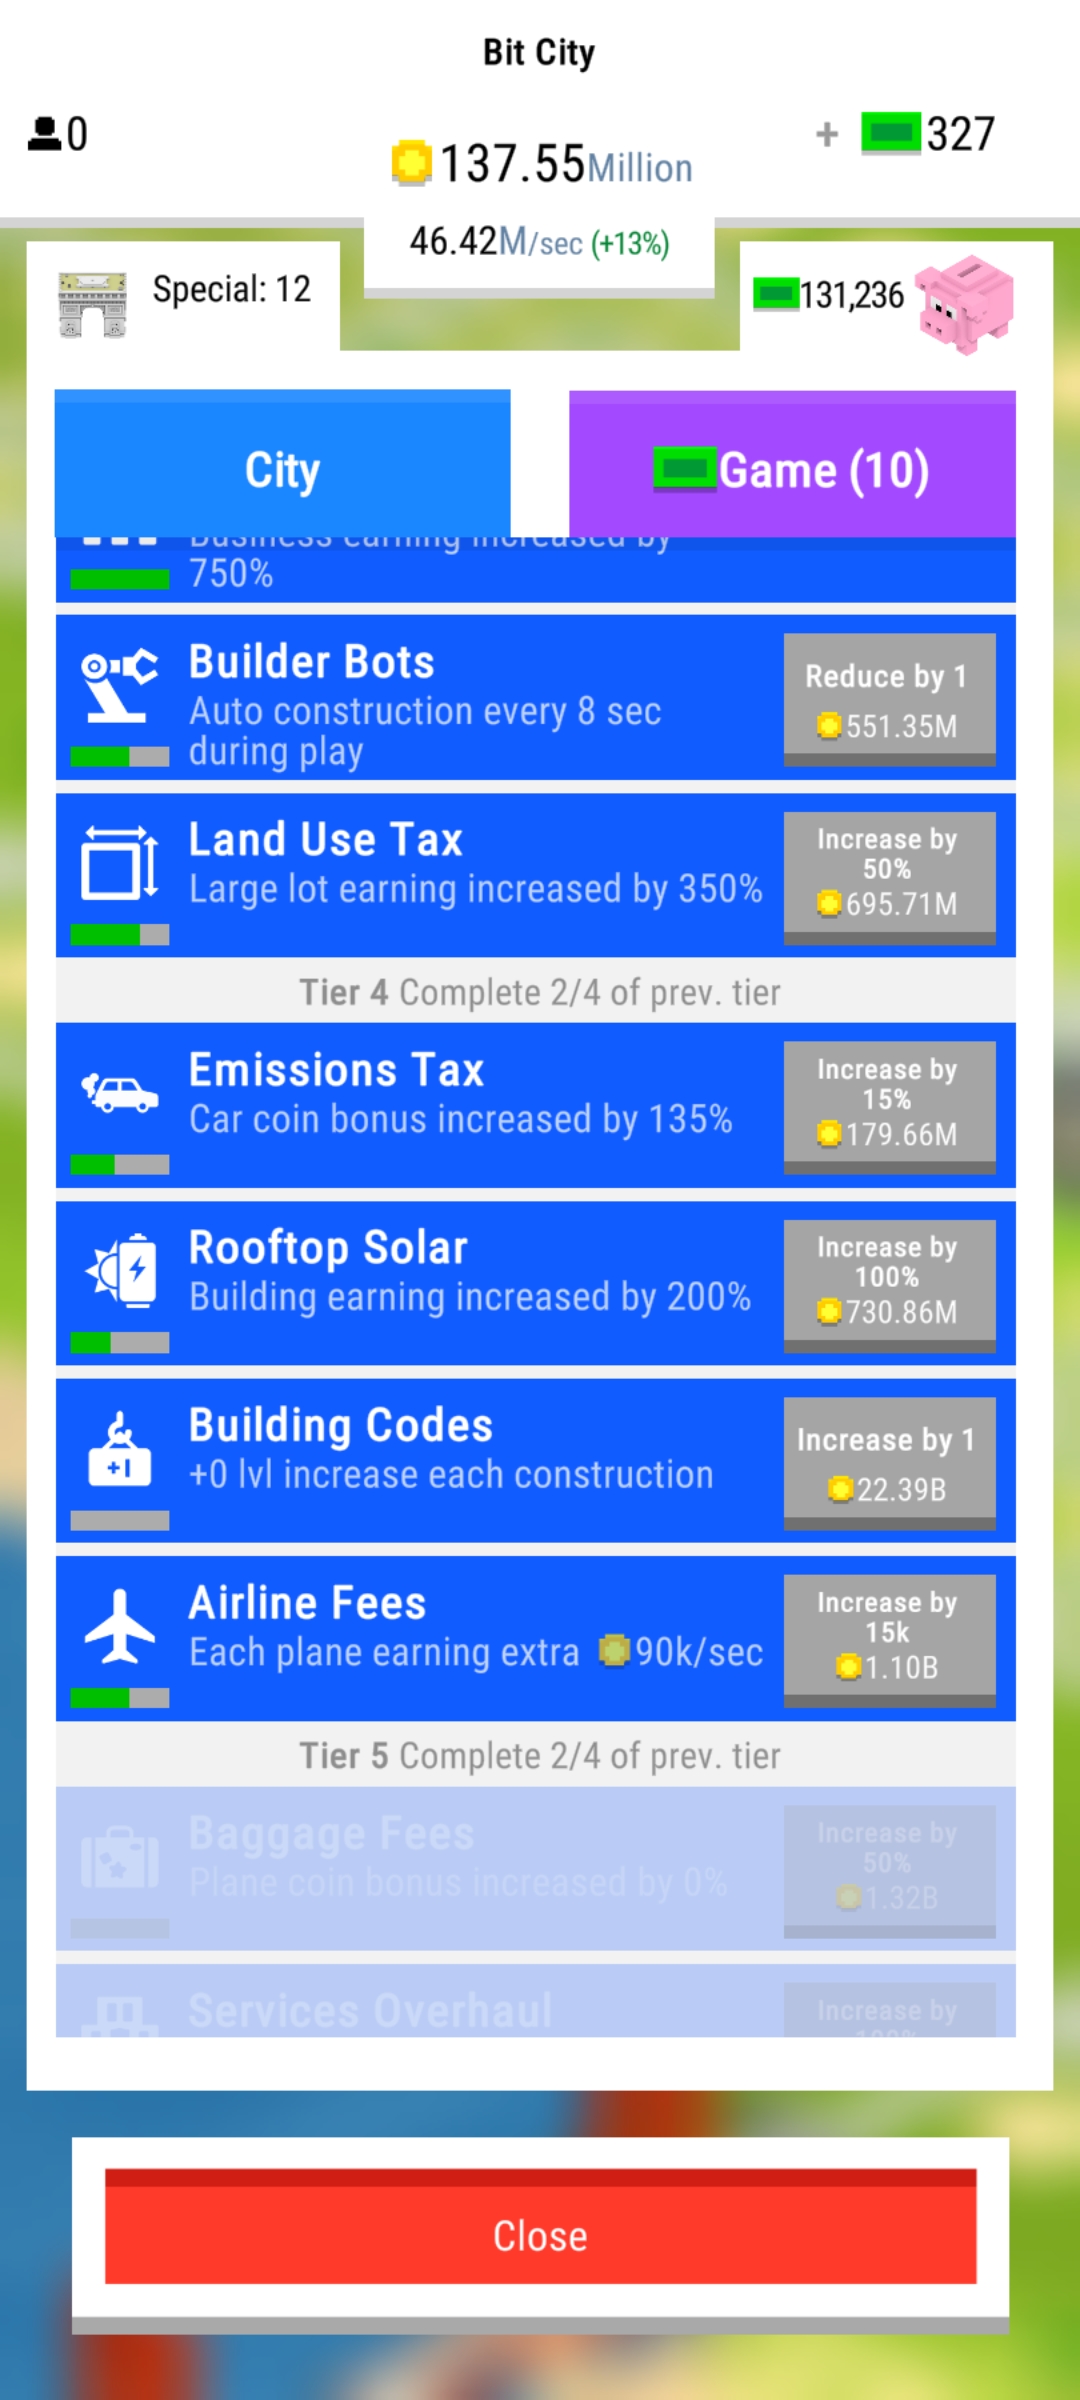 Bit City
0
137.55Million
+ 327
46.42M/sec (+13%)
Special: 12
131,236
City
Game (10)
Business earning increased by
750%
Builder Bots
Auto construction every 8 sec
during play
Reduce by 1
551.35M
Land Use Tax
Large lot earning increased by 350%
Increase by
50%
695.71M
Tier 4 Complete 2/4 of prev. tier
Emissions Tax
Car coin bonus increased by 135%
Increase by
15%
179.66M
Rooftop Solar
Building earning increased by 200%
Increase by
100%
730.86M
Building Codes
+1
+0 lvl increase each construction
Increase by 1
22.39B
Airline Fees
Each plane earning extra 90k/sec
Increase by
15k
1.10B
Tier 5 Complete 2/4 of prev. tier
Baggage Fees
Plane coin bonus increased by 0%
Increase by
50%
1.32B
Services Overhaul
Increase by
100%
Close